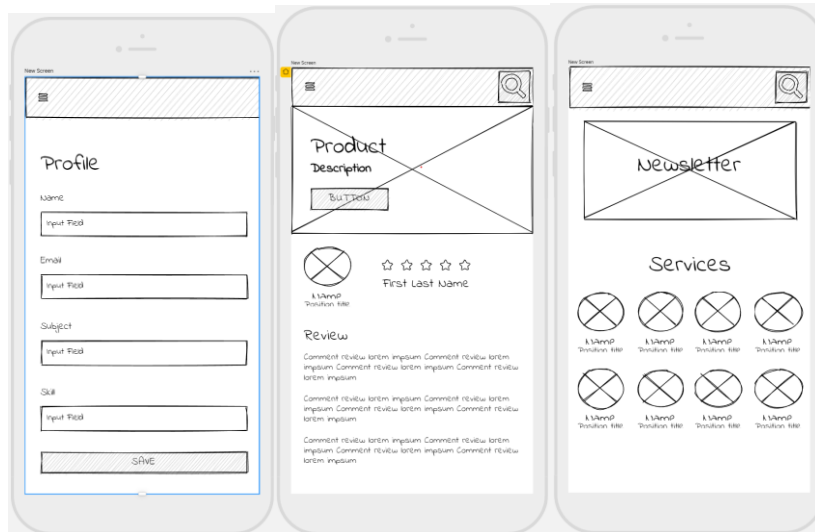 New Screen
Profile
Name
Input Field
Email
Input Field
Subject
Input Field
Skill
Input Field
SAVE
New Screen
Product
Description
BUTTON
Name
Position title
First Last Name
Review
Comment review lorem impsum Comment review lorem
impsum Comment review lorem impsum Comment review
lorem impsum
Comment review lorem impsum Comment review lorem
impsum Comment review lorem impsum Comment review
lorem impsum
Comment review lorem impsum Comment review lorem
impsum Comment review lorem impsum Comment review
lorem impsum
New Screen
Newsletter
Services
Name Name Name Name
Position title Position title Position title Position title
Name Name Name Name
Position title Position title Position title Position title